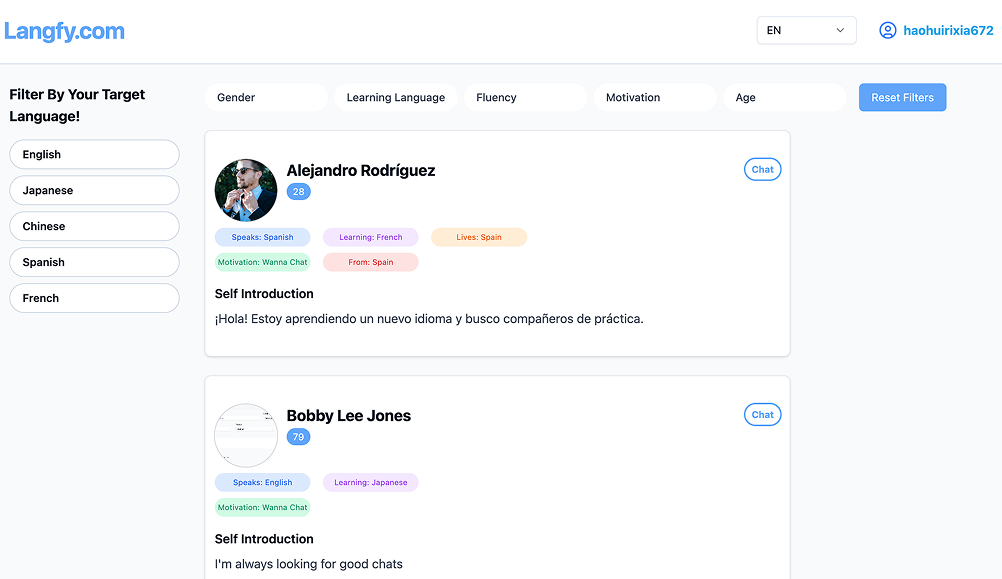 Langfy.com
EN
haohuirixia672
Filter By Your Target
Language!
English
Japanese
Chinese
Spanish
French
Gender
Learning Language
Fluency
Motivation
Age
Reset Filters
Alejandro Rodríguez
28
Chat
Speaks: Spanish
Learning: French
Lives: Spain
Motivation: Wanna Chat
From: Spain
Self Introduction
¡Hola! Estoy aprendiendo un nuevo idioma y busco compañeros de práctica.
Bobby Lee Jones
79
Chat
Speaks: English
Learning: Japanese
Motivation: Wanna Chat
Self Introduction
I'm always looking for good chats